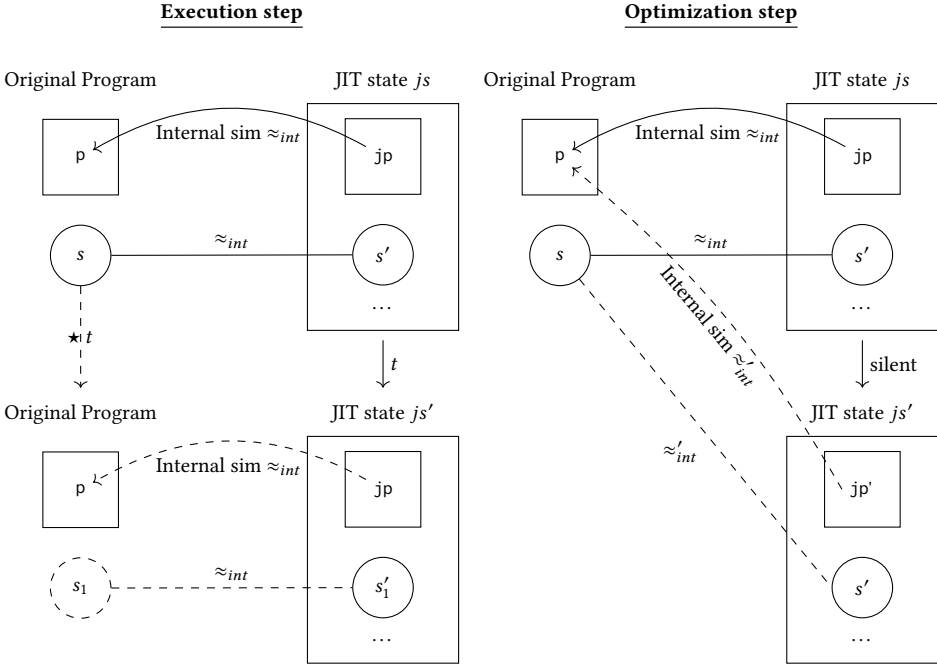 Execution step
Original Program
JIT state js
p
Internal sim ≈int
jp
s
≈int
s′
...
★ t
t
Original Program
JIT state js′
p
Internal sim ≈int
jp
s1
≈int
s′1
...
Optimization step
Original Program
JIT state js
p
Internal sim ≈int
jp
s
≈int
s′
...
Internal sim ≈′int
silent
JIT state js′
≈′int
jp'
s′
...